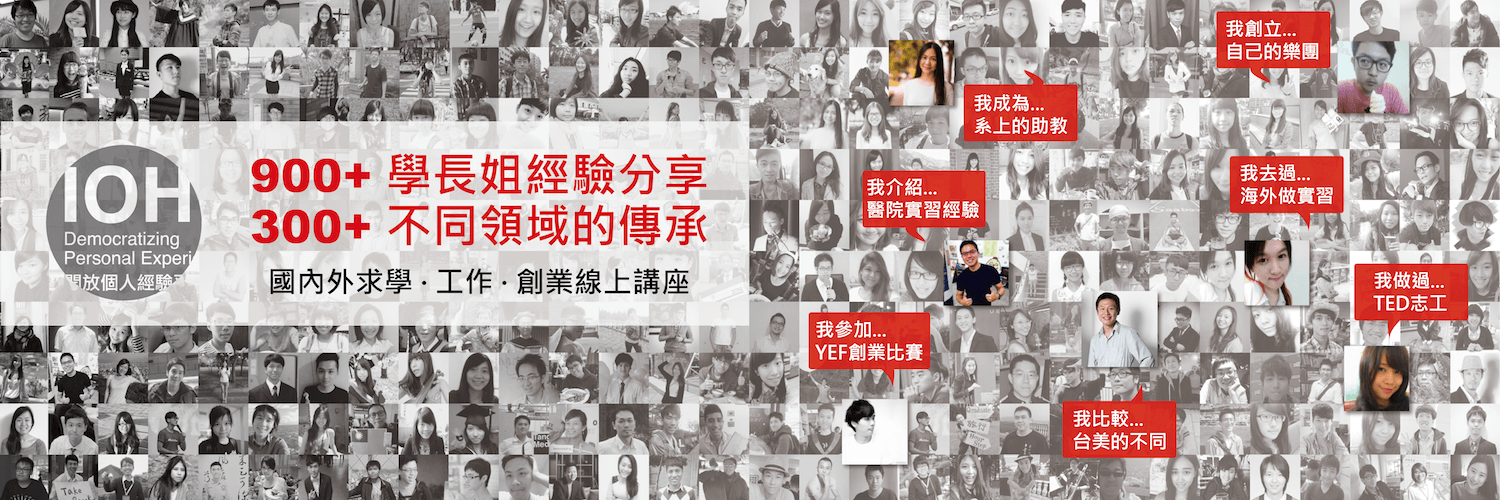 IOH
Democratizing
Personal Experi
開放個人經驗
900+ 學長姐經驗分享
300+ 不同領域的傳承
國內外求學 · 工作 · 創業線上講座
我創立...
自己的樂團
我成為...
系上的助教
我介紹...
醫院實習經驗
我去過...
海外做實習
我做過...
TED志工
我參加...
YEF創業比賽
我比較...
台美的不同